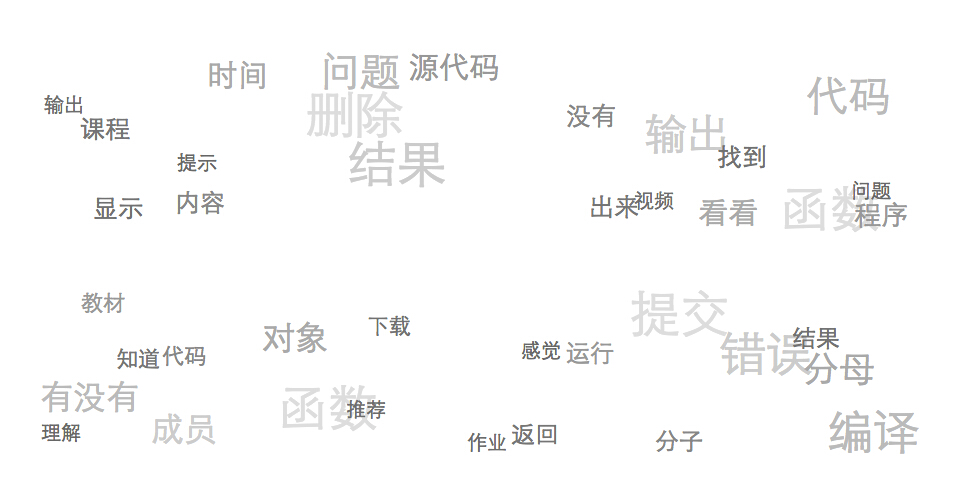 时间
问题
源代码
删除
输出
课程
提示
结果
显示
内容
代码
没有
输出
找到
问题
出来
视频
看看
函数
程序
教材
对象
下载
知道
代码
有没有
函数
推荐
成员
理解
提交
错误
结果
感觉
运行
分母
编译
返回
作业
分子